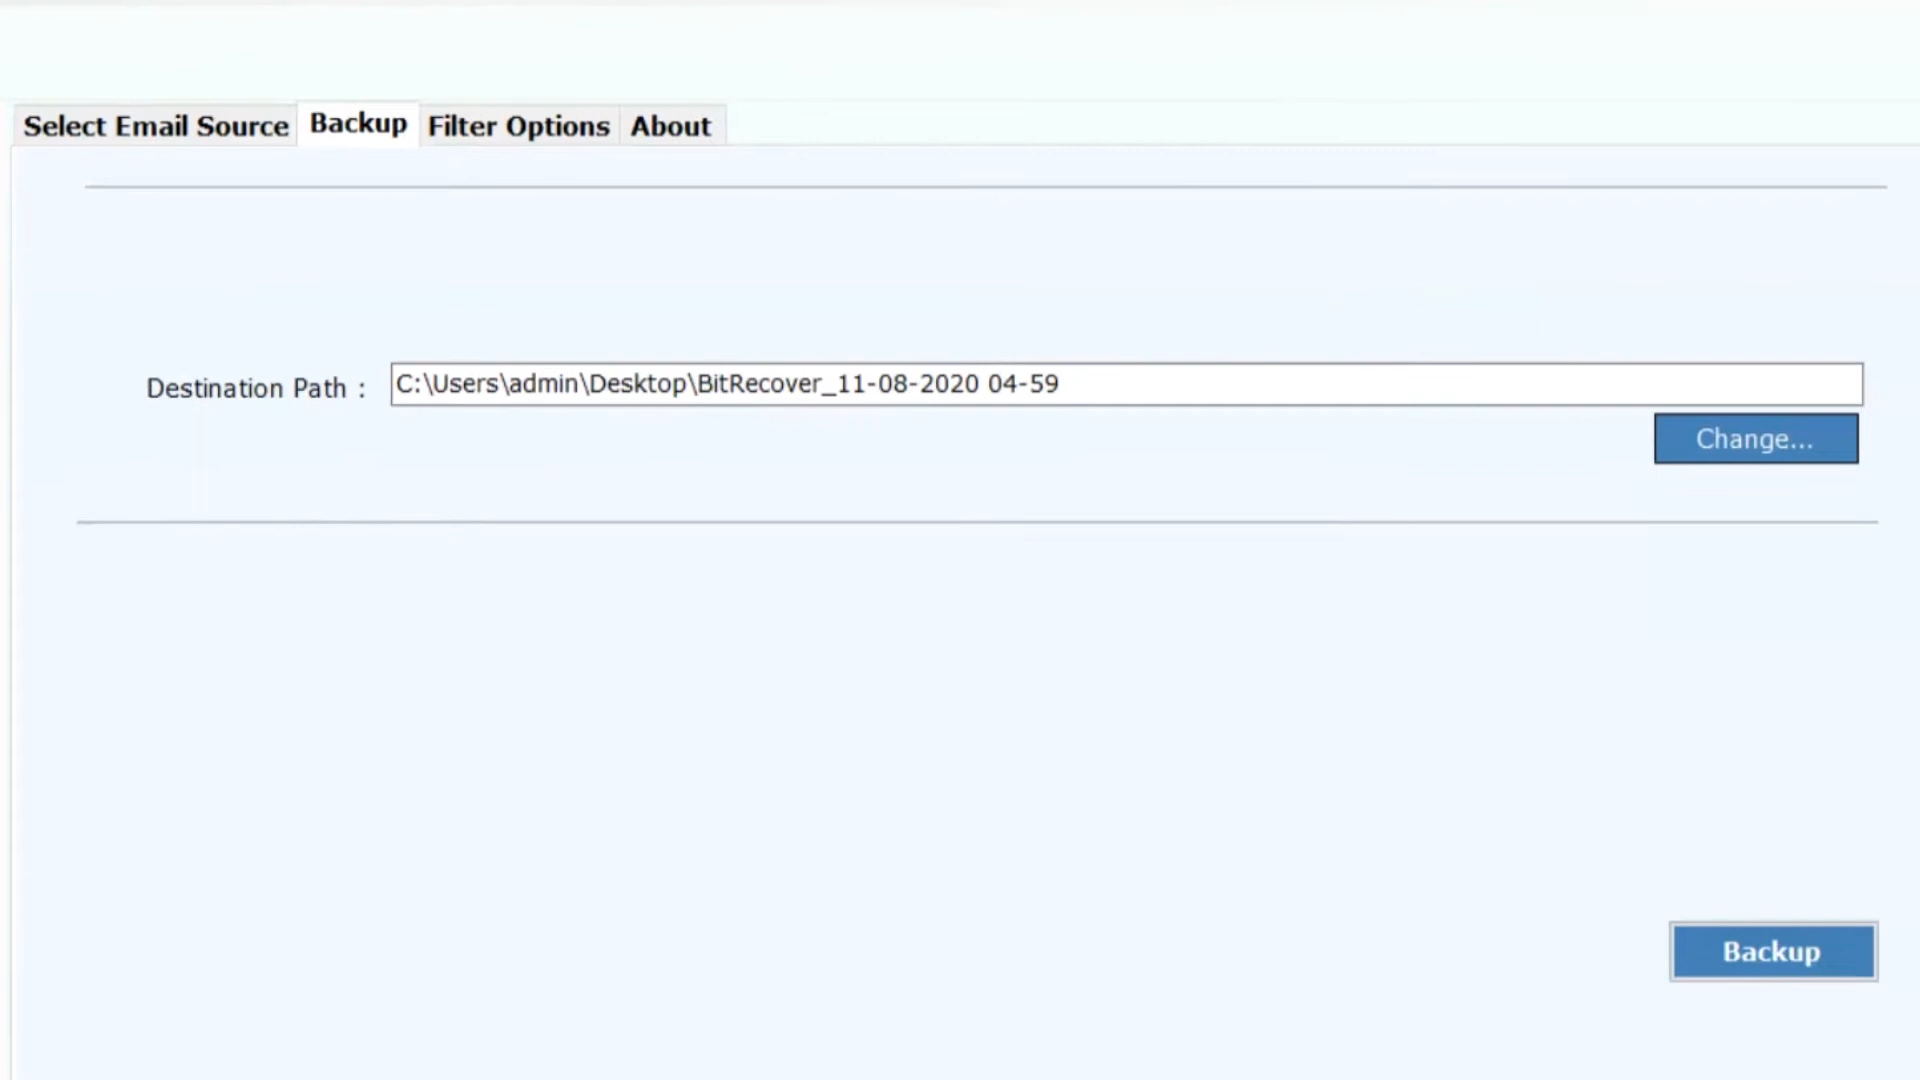 Select Email Source Backup Filter Options About
Destination Path : C:\Users\admin\Desktop\BitRecover_11-08-2020 04-59
Change...
Backup